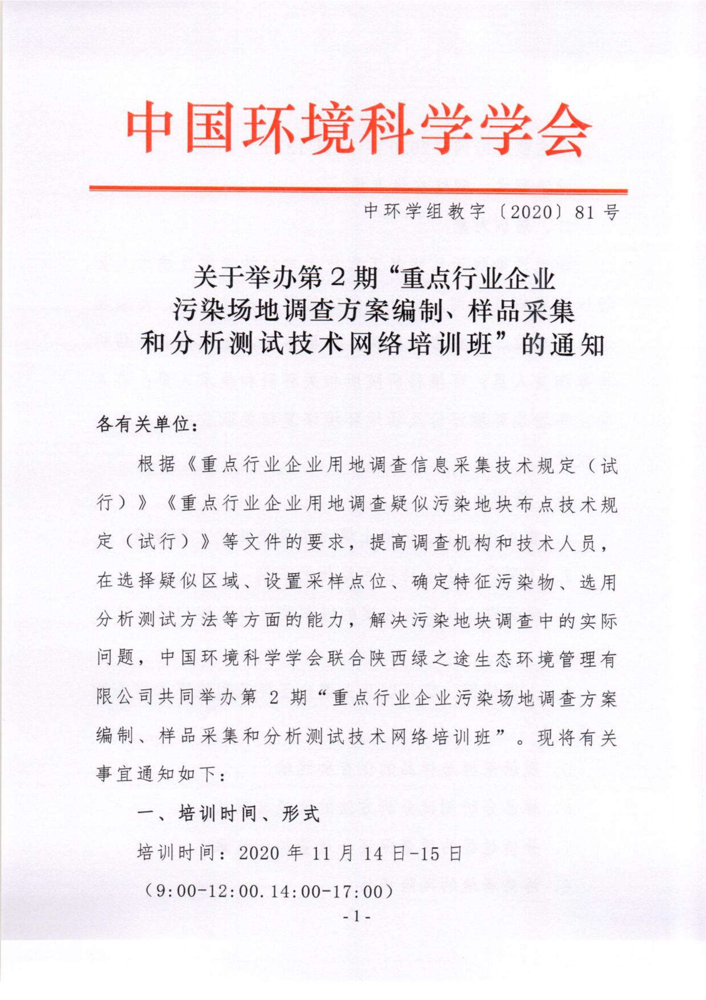 中国环境科学学会
中环学组教字〔2020〕81 号
关于举办第 2 期“重点行业企业
污染场地调查方案编制、样品采集
和分析测试技术网络培训班”的通知
各有关单位：
根据《重点行业企业用地调查信息采集技术规定（试
行）》《重点行业企业用地调查疑似污染地块布点技术规
定（试行）》等文件的要求，提高调查机构和技术人员，
在选择疑似区域、设置采样点位、确定特征污染物、选用
分析测试方法等方面的能力，解决污染地块调查中的实际
问题，中国环境科学学会联合陕西绿之途生态环境管理有
限公司共同举办第 2 期“重点行业企业污染场地调查方案
编制、样品采集和分析测试技术网络培训班”。现将有关
事宜通知如下：
一、培训时间、形式
培训时间：2020 年 11 月 14 日-15 日
（9:00-12:00.14:00-17:00）
- 1 -